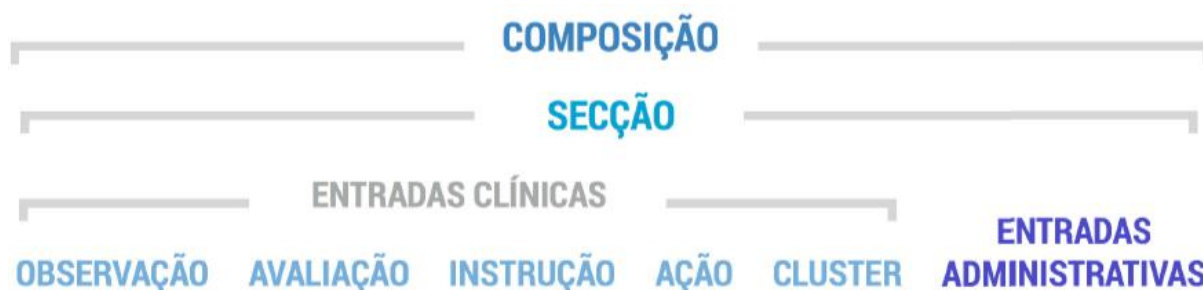 COMPOSIÇÃO
SECÇÃO
ENTRADAS CLÍNICAS
OBSERVAÇÃO AVALIAÇÃO INSTRUÇÃO AÇÃO CLUSTER
ENTRADAS
ADMINISTRATIVAS